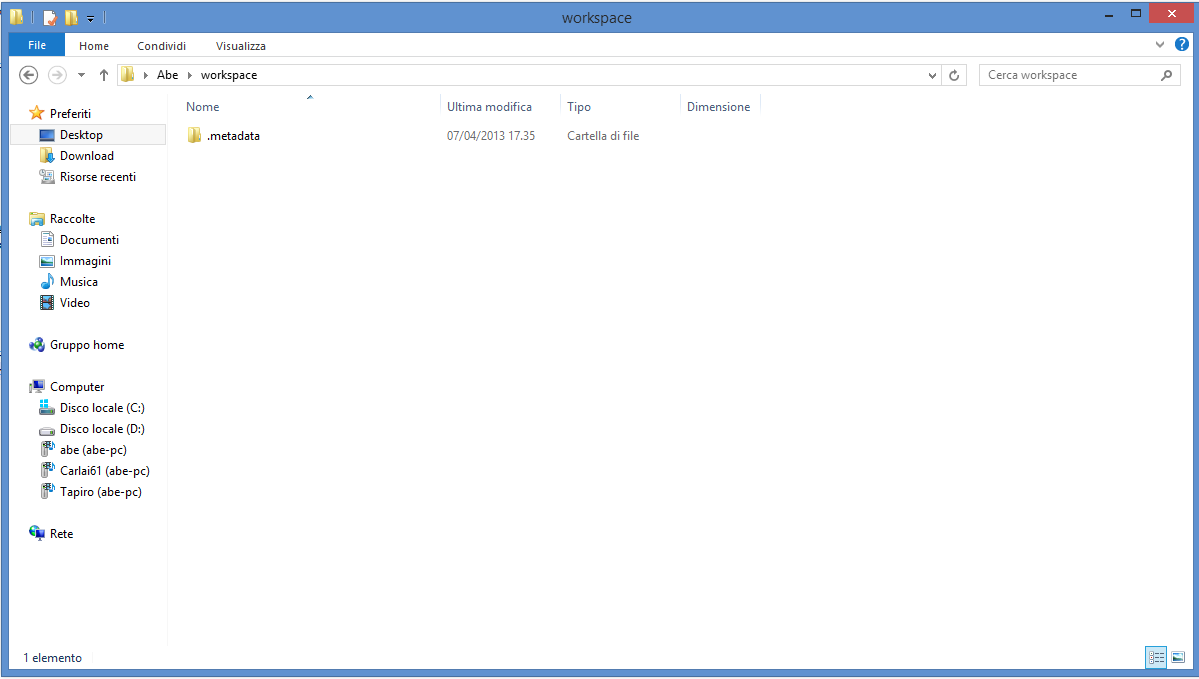 workspace
File Home Condividi Visualizza
Abe workspace Cerca workspace
Nome Ultima modifica Tipo Dimensione
.metadata 07/04/2013 17.35 Cartella di file
Preferiti
Desktop
Download
Risorse recenti
Raccolte
Documenti
Immagini
Musica
Video
Gruppo home
Computer
Disco locale (C:)
Disco locale (D:)
abe (abe-pc)
Carlai61 (abe-pc)
Tapiro (abe-pc)
Rete
1 elemento